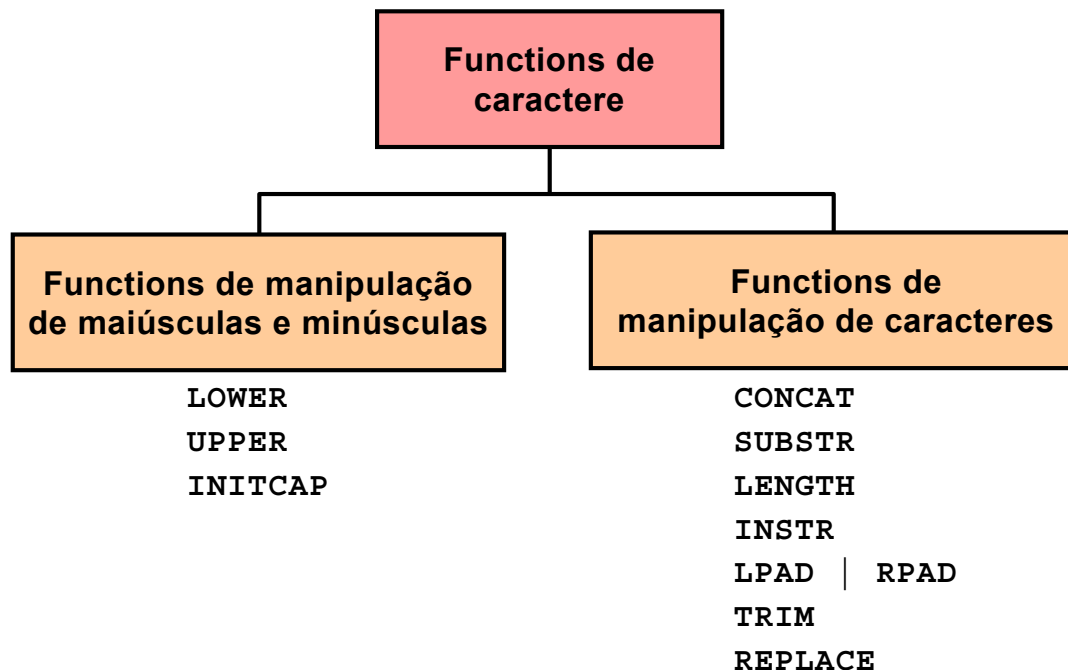 Functions de
caractere
Functions de manipulação
de maiúsculas e minúsculas
LOWER
UPPER
INITCAP
Functions de
manipulação de caracteres
CONCAT
SUBSTR
LENGTH
INSTR
LPAD | RPAD
TRIM
REPLACE